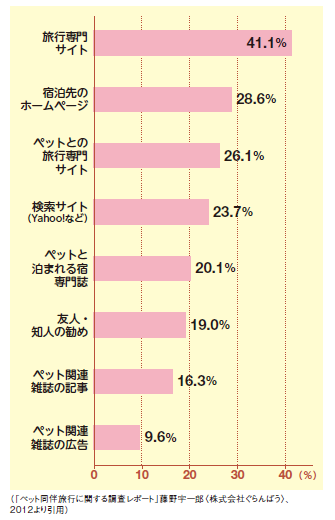 旅行専門
サイト
41.1%
宿泊先の
ホームページ
28.6%
ペットとの
旅行専門
サイト
26.1%
検索サイト
(Yahoo!など)
23.7%
ペットと
泊まれる宿
専門誌
20.1%
友人・
知人の勧め
19.0%
ペット関連
雑誌の記事
16.3%
ペット関連
雑誌の広告
9.6%
0 10 20 30 40 (%)
(「ペット同伴旅行に関する調査レポート」藤野宇一郎〈株式会社ぐらんぱう〉、
2012より引用)